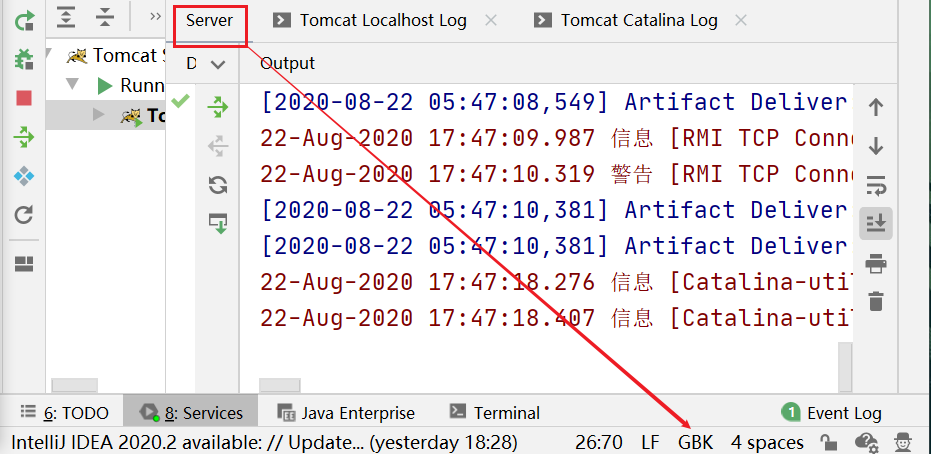 Server Tomcat Localhost Log Tomcat Catalina Log
Tomcat S
D Output
Runn
To
[2020-08-22 05:47:08,549] Artifact Deliver
22-Aug-2020 17:47:09.987 信息 [RMI TCP Conne
22-Aug-2020 17:47:10.319 警告 [RMI TCP Conne
[2020-08-22 05:47:10,381] Artifact Deliver
[2020-08-22 05:47:10,381] Artifact Deliver
22-Aug-2020 17:47:18.276 信息 [Catalina-util
22-Aug-2020 17:47:18.407 信息 [Catalina-util
6: TODO 8: Services Java Enterprise Terminal 1 Event Log
IntelliJ IDEA 2020.2 available: // Update... (yesterday 18:28) 26:70 LF GBK 4 spaces